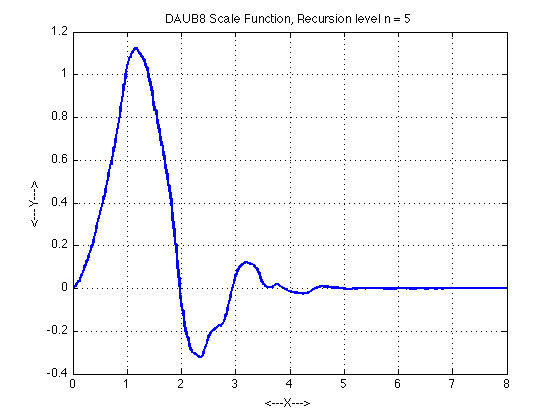 DAUB8 Scale Function, Recursion level n = 5
1.2
1
0.8
0.6
0.4
0.2
0
-0.2
-0.4
<---Y--->
0 1 2 3 4 5 6 7 8
<---X--->